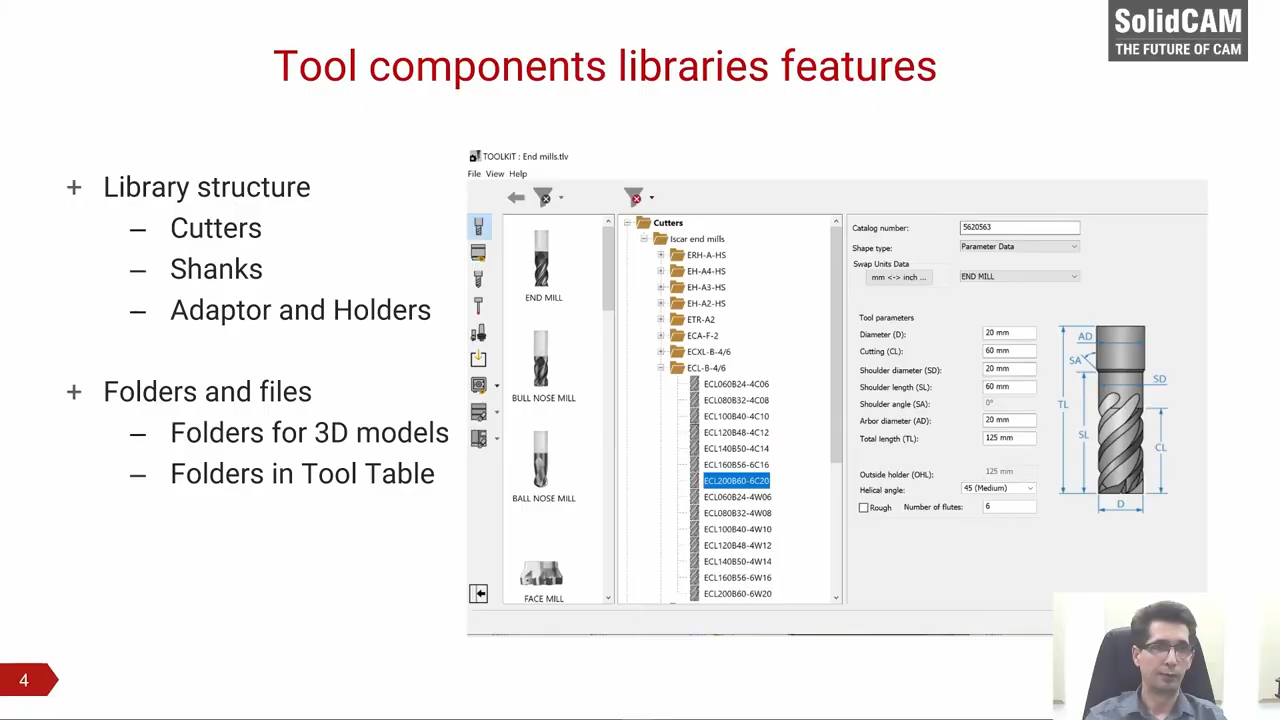 SolidCAM
THE FUTURE OF CAM
Tool components libraries features
+ Library structure
– Cutters
– Shanks
– Adaptor and Holders
+ Folders and files
– Folders for 3D models
– Folders in Tool Table
TOOLKIT : End mills.tlv
File View Help
END MILL
BULL NOSE MILL
BALL NOSE MILL
FACE MILL
Cutters
Iscar end mills
ERH-A-HS
EH-A4-HS
EH-A3-HS
EH-A2-HS
ETR-A2
ECA-F-2
ECXL-B-4/6
ECL-B-4/6
ECL060B24-4C06
ECL080B32-4C08
ECL100B40-4C10
ECL120B48-4C12
ECL140B50-4C14
ECL160B56-6C16
ECL200B60-6C20
ECL060B24-4W06
ECL080B32-4W08
ECL100B40-4W10
ECL120B48-4W12
ECL140B50-4W14
ECL160B56-6W16
ECL200B60-6W20
Catalog number: 5620563
Shape type: Parameter Data
Swap Units Data
mm <-> inch ... END MILL
Tool parameters
Diameter (D): 20 mm
Cutting (CL): 60 mm
Shoulder diameter (SD): 20 mm
Shoulder length (SL): 60 mm
Shoulder angle (SA): 0°
Arbor diameter (AD): 20 mm
Total length (TL): 125 mm
Outside holder (OHL): 125 mm
Helical angle: 45 (Medium)
Rough Number of flutes: 6
AD
SA
SD
TL
SL
CL
D
4